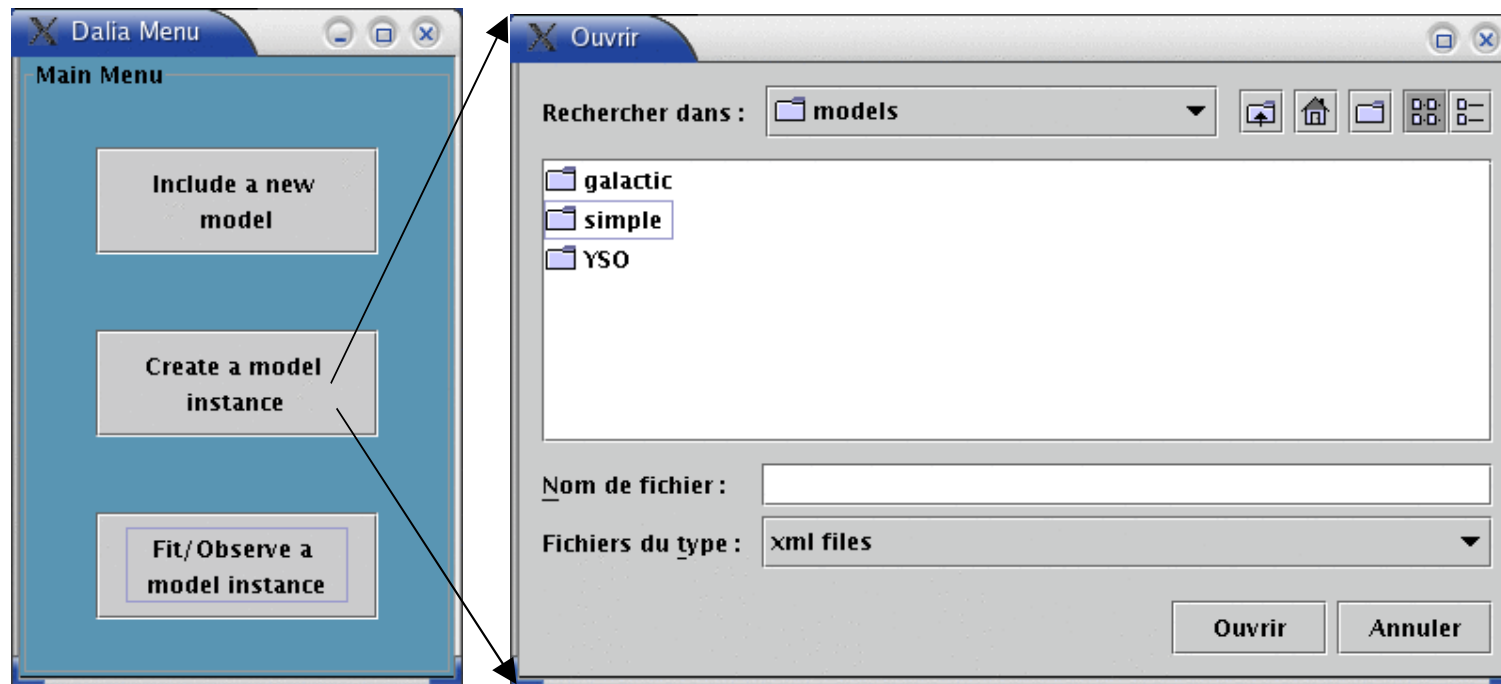 Dalia Menu
Main Menu
Include a new
model
Create a model
instance
Fit/Observe a
model instance
Ouvrir
Rechercher dans :
models
galactic
simple
YSO
Nom de fichier :
Fichiers du type :
xml files
Ouvrir
Annuler